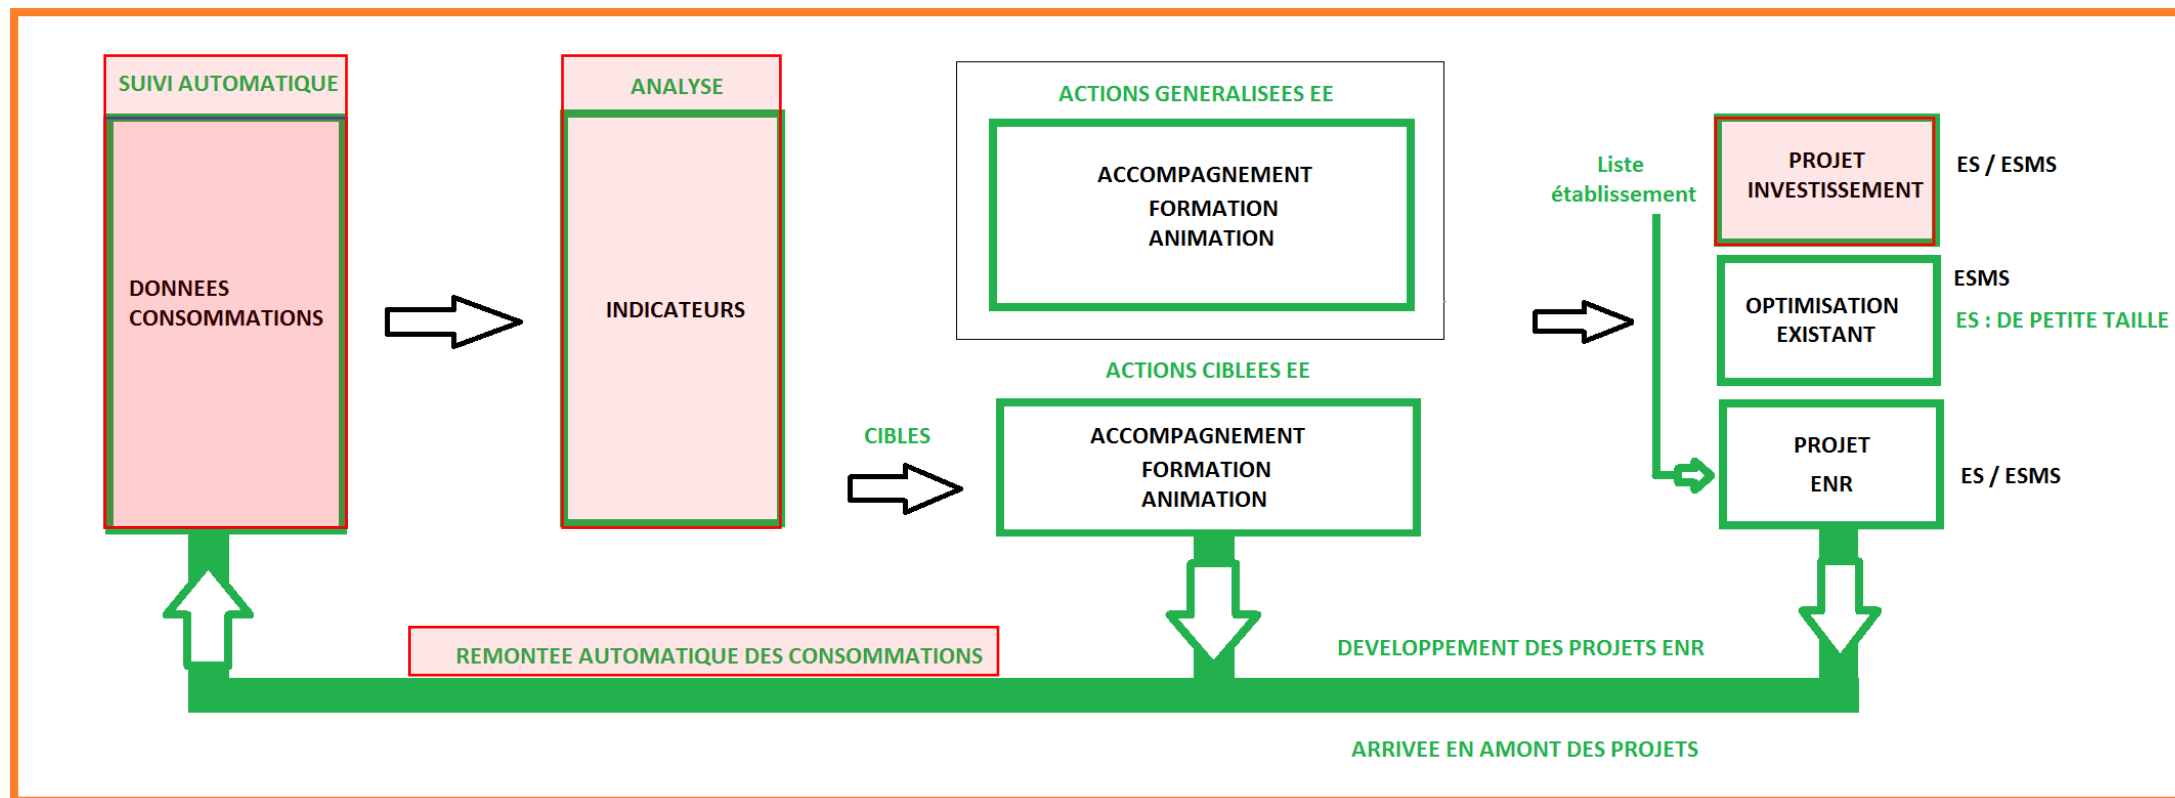 SUIVI AUTOMATIQUE
DONNEES
CONSOMMATIONS
ANALYSE
INDICATEURS
ACTIONS GENERALISEES EE
ACCOMPAGNEMENT
FORMATION
ANIMATION
CIBLES
ACTIONS CIBLEES EE
ACCOMPAGNEMENT
FORMATION
ANIMATION
Liste
établissement
PROJET
INVESTISSEMENT
ES / ESMS
OPTIMISATION
EXISTANT
ESMS
ES : DE PETITE TAILLE
PROJET
ENR
ES / ESMS
REMONTEE AUTOMATIQUE DES CONSOMMATIONS
DEVELOPPEMENT DES PROJETS ENR
ARRIVEE EN AMONT DES PROJETS